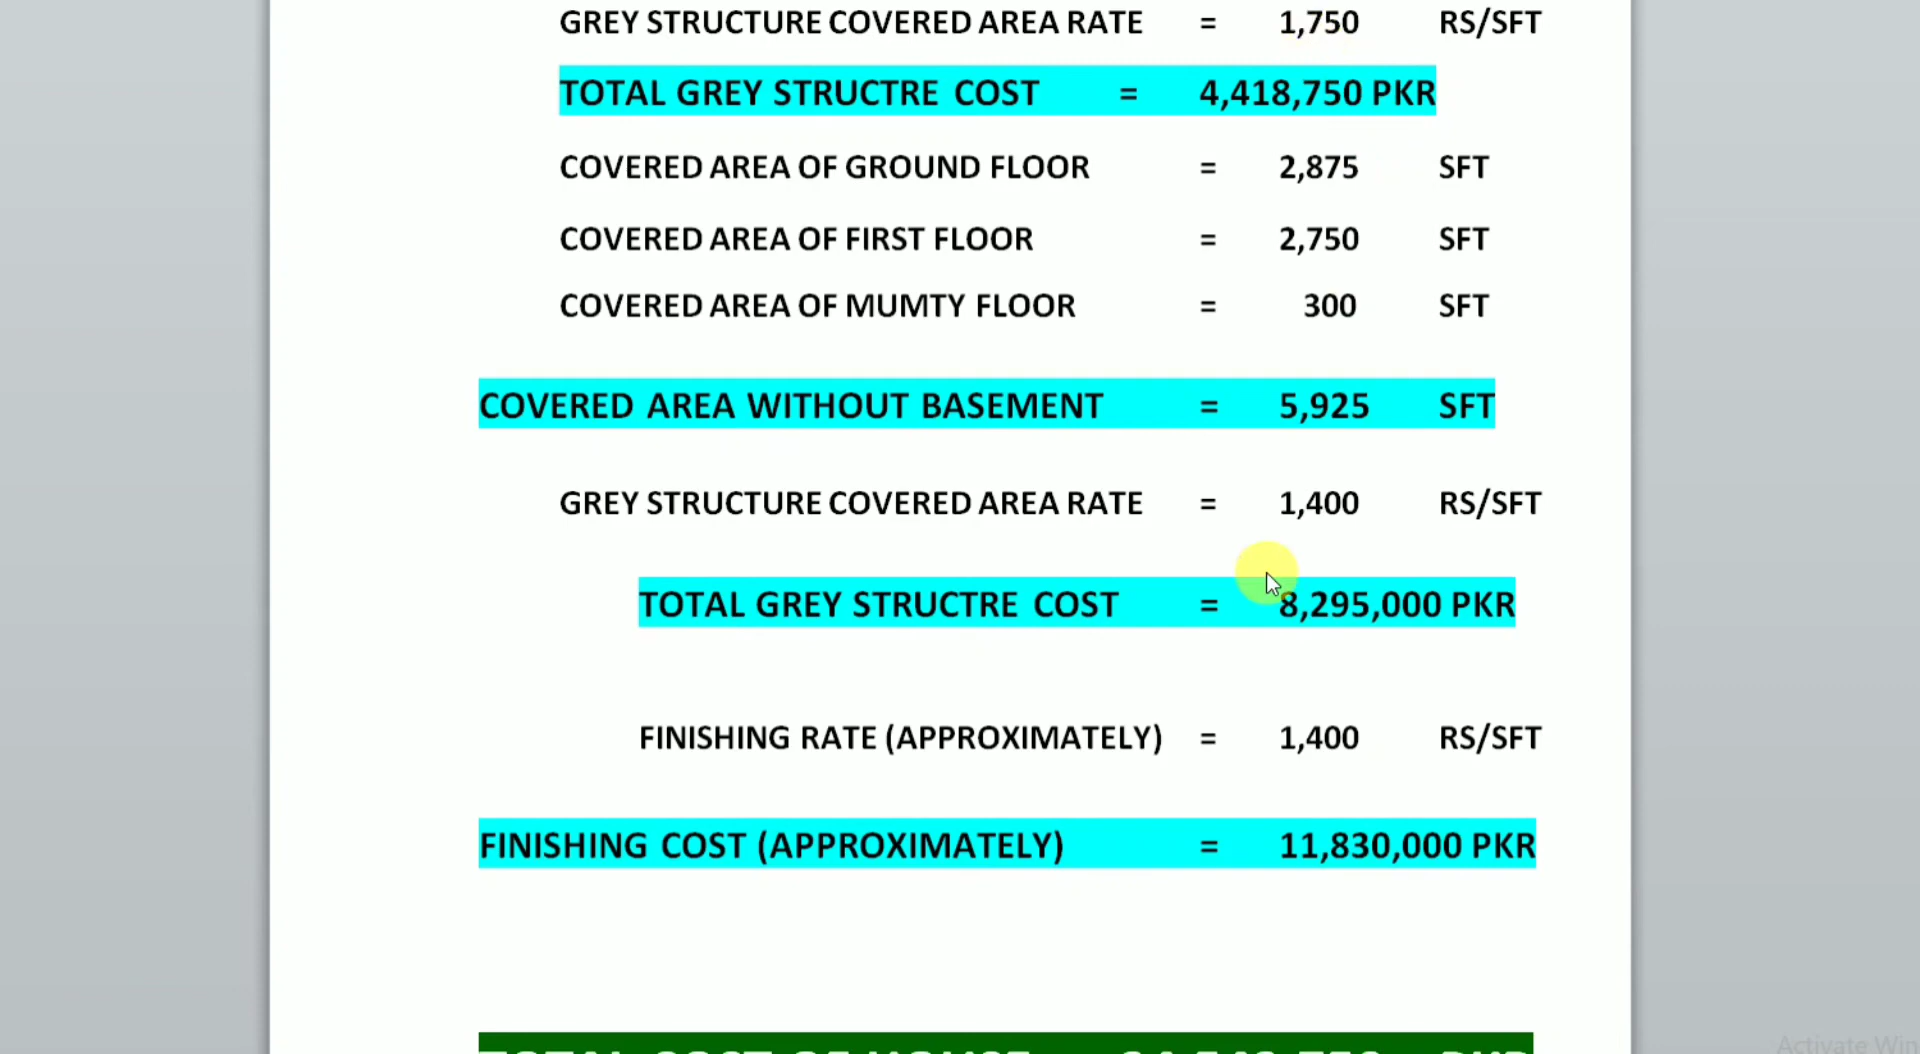 GREY STRUCTURE COVERED AREA RATE = 1,750 RS/SFT
TOTAL GREY STRUCTRE COST = 4,418,750 PKR
COVERED AREA OF GROUND FLOOR = 2,875 SFT
COVERED AREA OF FIRST FLOOR = 2,750 SFT
COVERED AREA OF MUMTY FLOOR = 300 SFT
COVERED AREA WITHOUT BASEMENT = 5,925 SFT
GREY STRUCTURE COVERED AREA RATE = 1,400 RS/SFT
TOTAL GREY STRUCTRE COST = 8,295,000 PKR
FINISHING RATE (APPROXIMATELY) = 1,400 RS/SFT
FINISHING COST (APPROXIMATELY) = 11,830,000 PKR
Activate Win